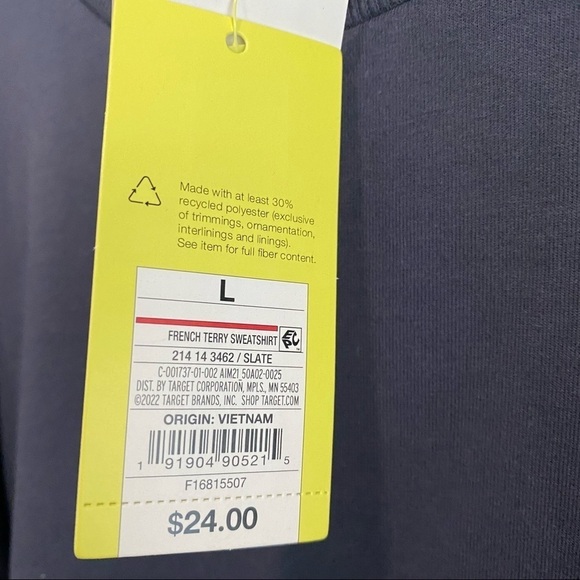 Made with at least 30%
recycled polyester (exclusive
of trimmings, ornamentation,
interlinings and linings).
See item for full fiber content.
L
FRENCH TERRY SWEATSHIRT
214 14 3462 / SLATE
C-001737-01-002 AIM21_50A02-0025
DIST. BY TARGET CORPORATION, MPLS., MN 55403
©2022 TARGET BRANDS, INC. SHOP TARGET.COM
ORIGIN: VIETNAM
1 91904 90521 5
F16815507
$24.00